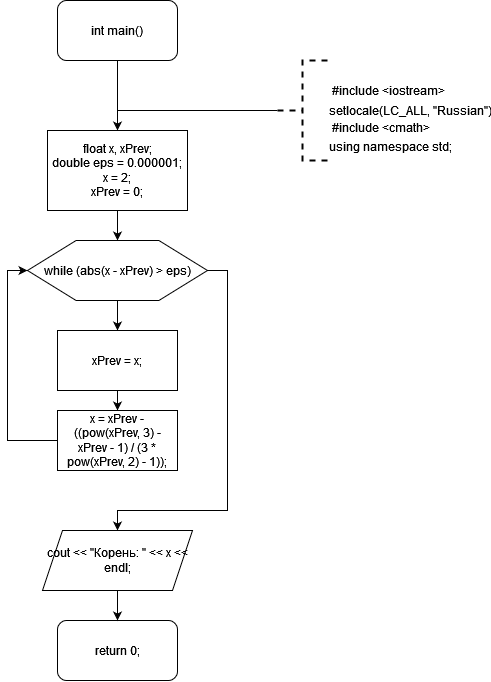 int main()
#include <iostream>
setlocale(LC_ALL, "Russian")
#include <cmath>
using namespace std;
float x, xPrev;
double eps = 0.000001;
x = 2;
xPrev = 0;
while (abs(x - xPrev) > eps)
xPrev = x;
x = xPrev -
((pow(xPrev, 3) -
xPrev - 1) / (3 *
pow(xPrev, 2) - 1));
cout << "Корень: " << x <<
endl;
return 0;